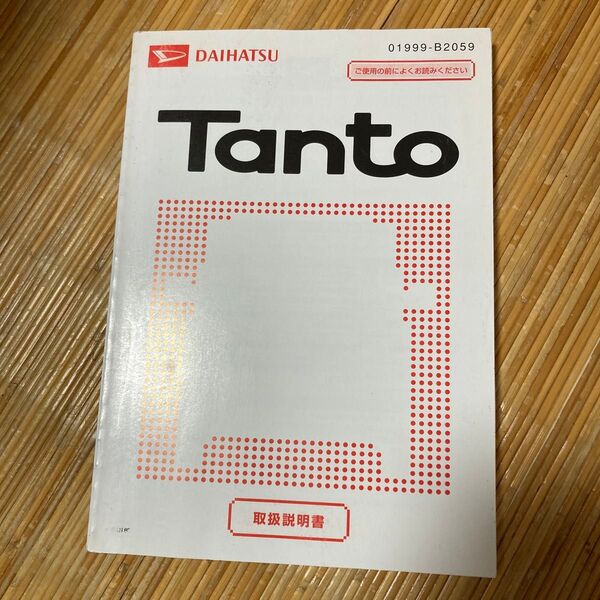 DAIHATSU
01999-B2059
ご使用の前によくお読みください
Tanto
取扱説明書